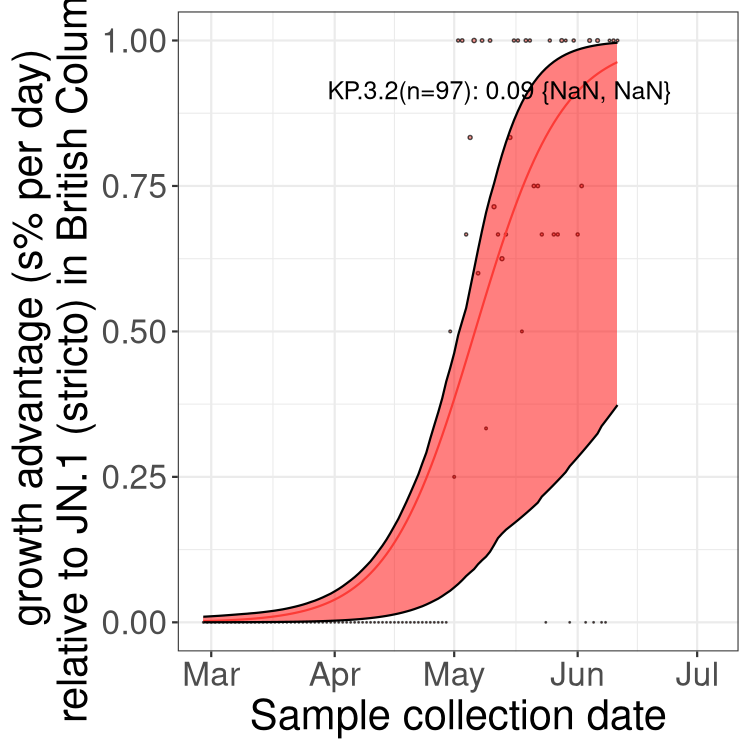 growth advantage (s% per day)
relative to JN.1 (stricto) in British Colum
1.00
0.75
0.50
0.25
0.00
KP.3.2(n=97): 0.09 {NaN, NaN}
Mar Apr May Jun Jul
Sample collection date